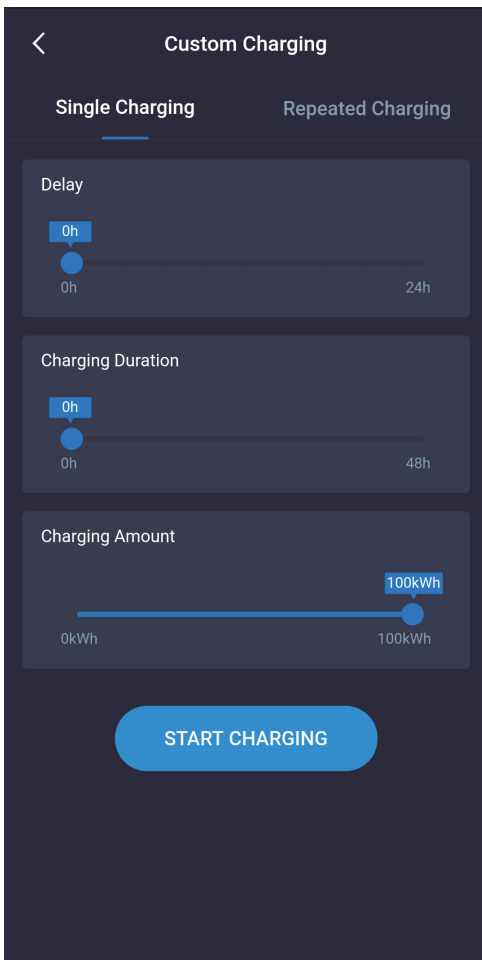 Custom Charging
Single Charging Repeated Charging
Delay
0h
0h 24h
Charging Duration
0h
0h 48h
Charging Amount
100kWh
0kWh 100kWh
START CHARGING